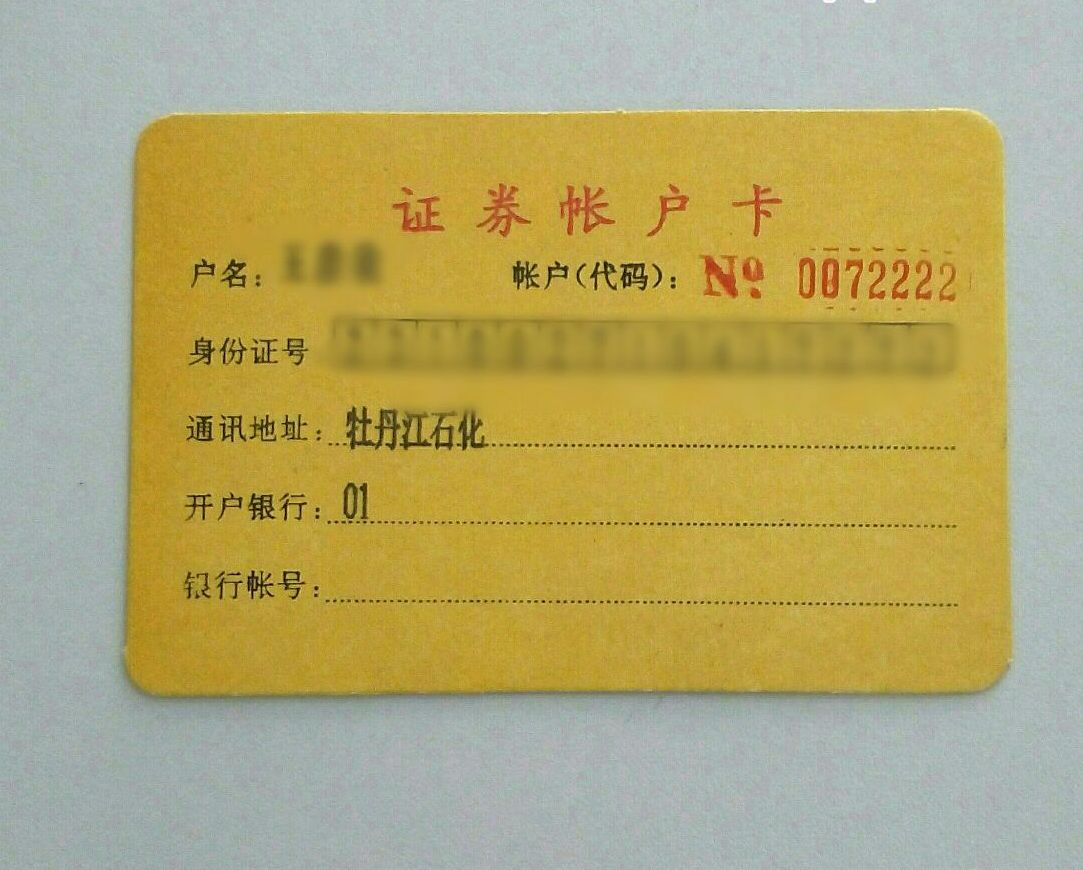 证券帐户卡
户名： 帐户(代码)： № 0072222
身份证号
通讯地址： 牡丹江石化
开户银行： 01
银行帐号：